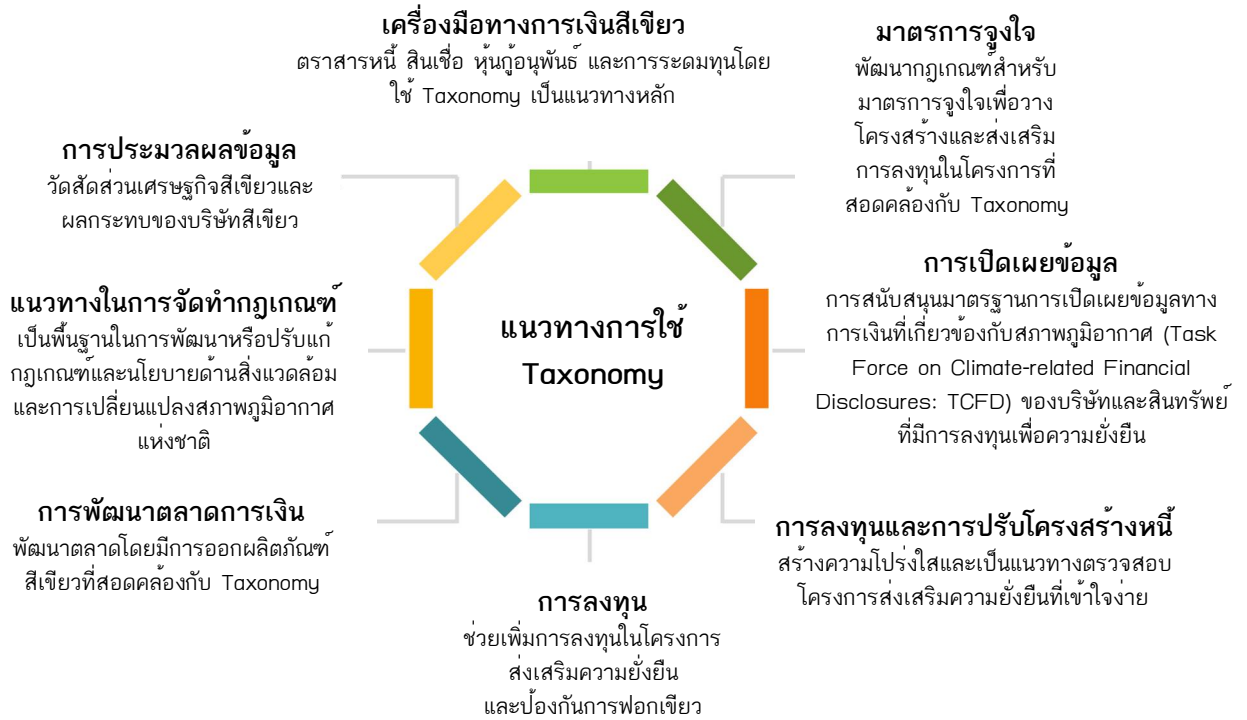 เครื่องมือทางการเงินสีเขียว
ตราสารหนี้ สินเชื่อ หุ้นกู้อนุพันธ์ และการระดมทุนโดย
ใช้ Taxonomy เป็นแนวทางหลัก
มาตรการจูงใจ
พัฒนากฎเกณฑ์สำหรับ
มาตรการจูงใจเพื่อวาง
โครงสร้างและส่งเสริม
การลงทุนในโครงการที่
สอดคล้องกับ Taxonomy
การประมวลผลข้อมูล
วัดสัดส่วนเศรษฐกิจสีเขียวและ
ผลกระทบของบริษัทสีเขียว
การเปิดเผยข้อมูล
การสนับสนุนมาตรฐานการเปิดเผยข้อมูลทาง
การเงินที่เกี่ยวข้องกับสภาพภูมิอากาศ (Task
Force on Climate-related Financial
Disclosures: TCFD) ของบริษัทและสินทรัพย์
ที่มีการลงทุนเพื่อความยั่งยืน
แนวทางในการจัดทำกฎเกณฑ์
เป็นพื้นฐานในการพัฒนาหรือปรับแก้
กฎเกณฑ์และนโยบายด้านสิ่งแวดล้อม
และการเปลี่ยนแปลงสภาพภูมิอากาศ
แห่งชาติ
แนวทางการใช้
Taxonomy
การพัฒนาตลาดการเงิน
พัฒนาตลาดโดยมีการออกผลิตภัณฑ์
สีเขียวที่สอดคล้องกับ Taxonomy
การลงทุนและการปรับโครงสร้างหนี้
สร้างความโปร่งใสและเป็นแนวทางตรวจสอบ
โครงการส่งเสริมความยั่งยืนที่เข้าใจง่าย
การลงทุน
ช่วยเพิ่มการลงทุนในโครงการ
ส่งเสริมความยั่งยืน
และป้องกันการฟอกเขียว